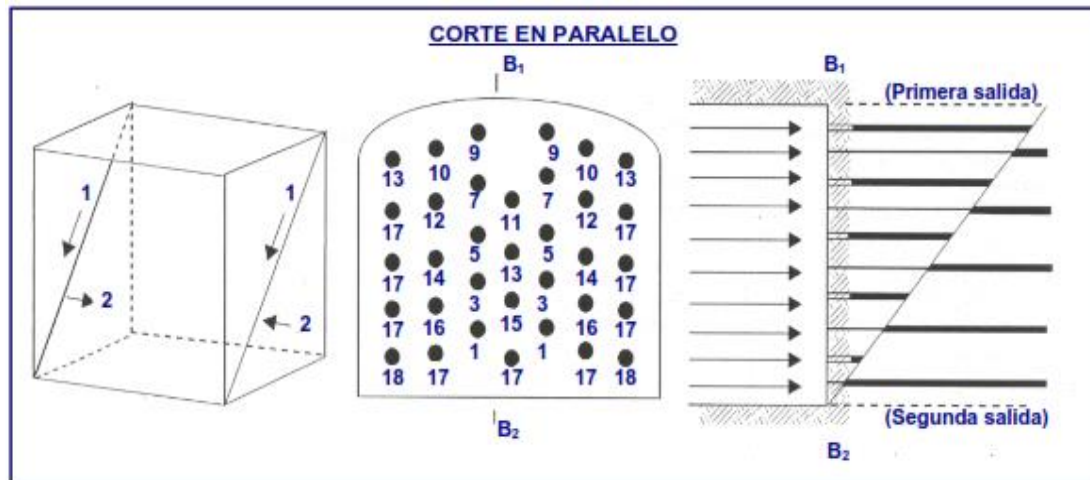 CORTE EN PARALELO
B1
B1
(Primera salida)
1
1
2
2
9 9
13 10 10 13
7 7
12 11 12
17 17
5 5
14 13 14
17 17
3 3
16 15 16
17 17
1 1
18 17 17 17 18
(Segunda salida)
B2
B2